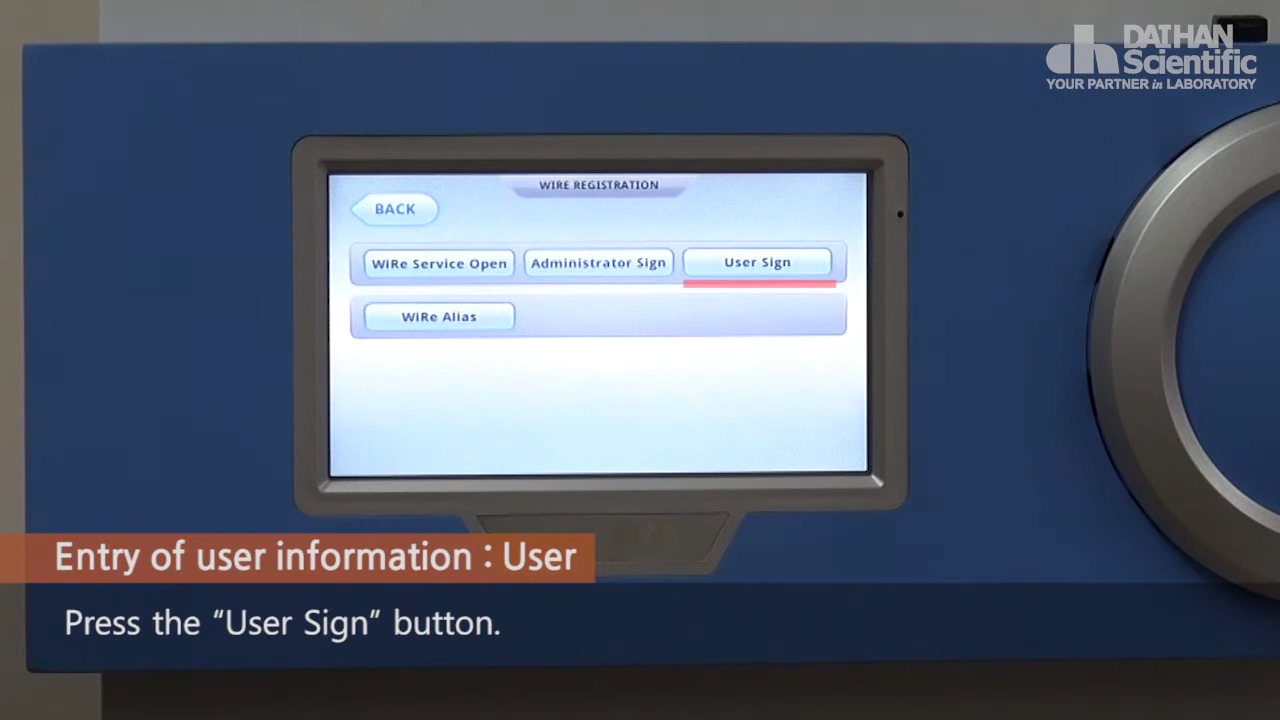 DAIHAN
Scientific
YOUR PARTNER in LABORATORY
WIRE REGISTRATION
BACK
WiRe Service Open
Administrator Sign
User Sign
WiRe Alias
Entry of user information : User
Press the “User Sign” button.